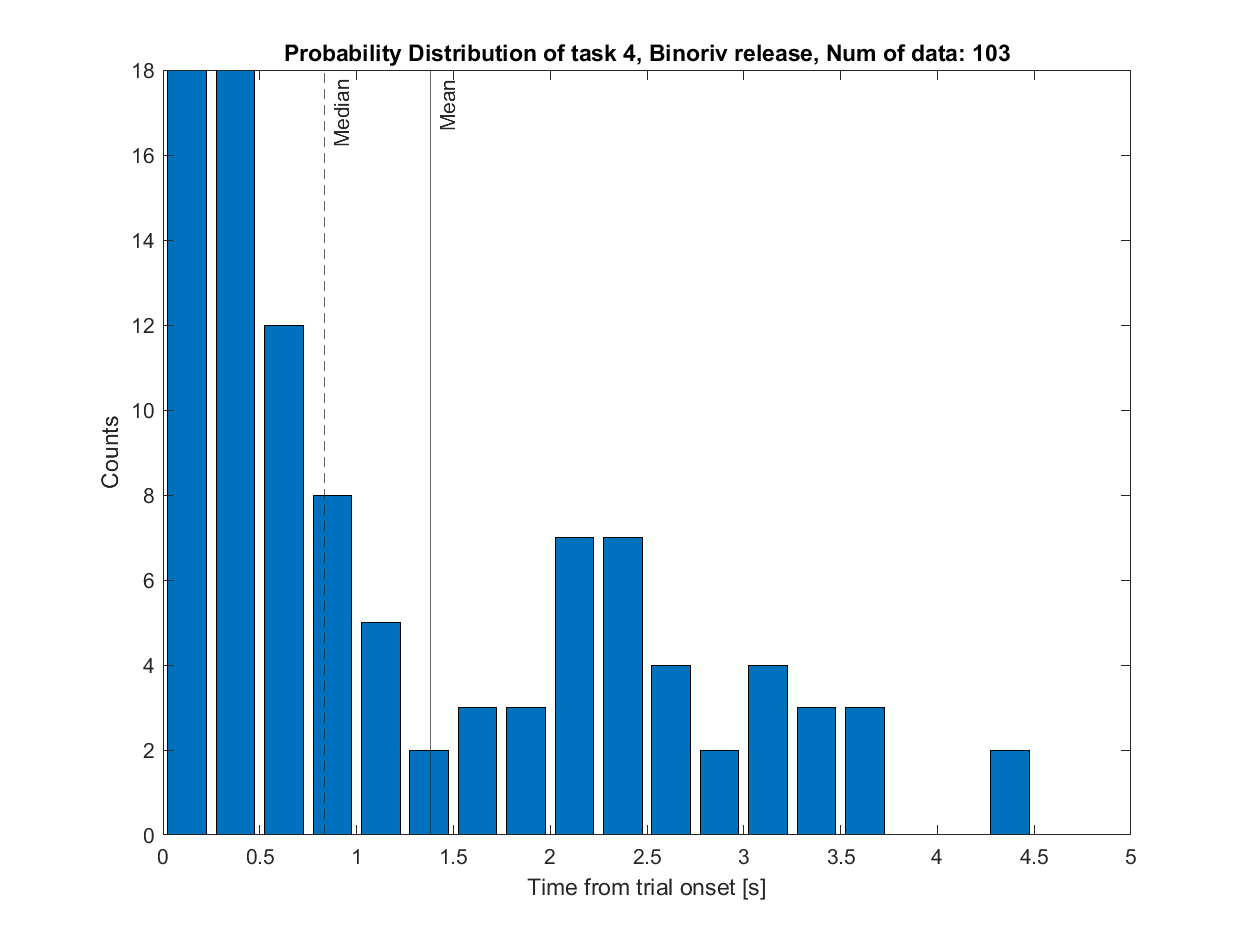 Probability Distribution of task 4, Binoriv release, Num of data: 103
18
16
14
12
10
8
6
4
2
0
Counts
Median
Mean
0 0.5 1 1.5 2 2.5 3 3.5 4 4.5 5
Time from trial onset [s]